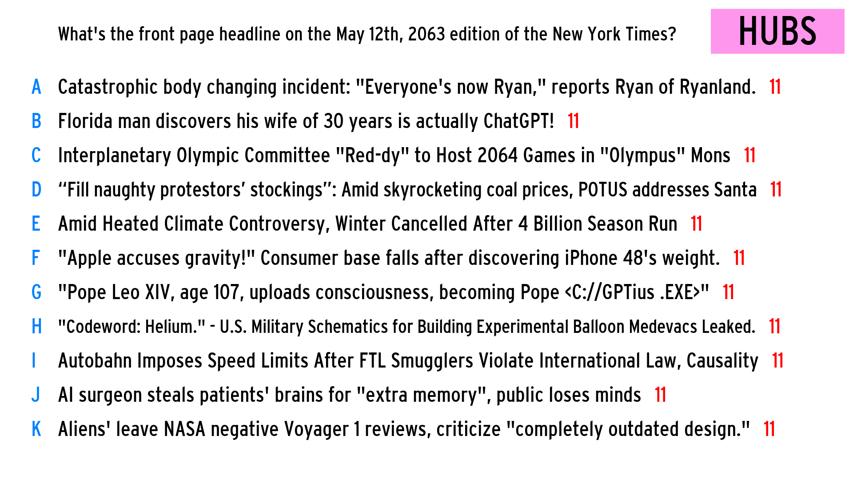 What's the front page headline on the May 12th, 2063 edition of the New York Times?
HUBS
A Catastrophic body changing incident: "Everyone's now Ryan," reports Ryan of Ryanland. 11
B Florida man discovers his wife of 30 years is actually ChatGPT! 11
C Interplanetary Olympic Committee "Red-dy" to Host 2064 Games in "Olympus" Mons 11
D “Fill naughty protestors’ stockings”: Amid skyrocketing coal prices, POTUS addresses Santa 11
E Amid Heated Climate Controversy, Winter Cancelled After 4 Billion Season Run 11
F "Apple accuses gravity!" Consumer base falls after discovering iPhone 48's weight. 11
G "Pope Leo XIV, age 107, uploads consciousness, becoming Pope <C://GPTius .EXE>" 11
H "Codeword: Helium." - U.S. Military Schematics for Building Experimental Balloon Medevacs Leaked. 11
I Autobahn Imposes Speed Limits After FTL Smugglers Violate International Law, Causality 11
J AI surgeon steals patients' brains for "extra memory", public loses minds 11
K Aliens' leave NASA negative Voyager 1 reviews, criticize "completely outdated design." 11